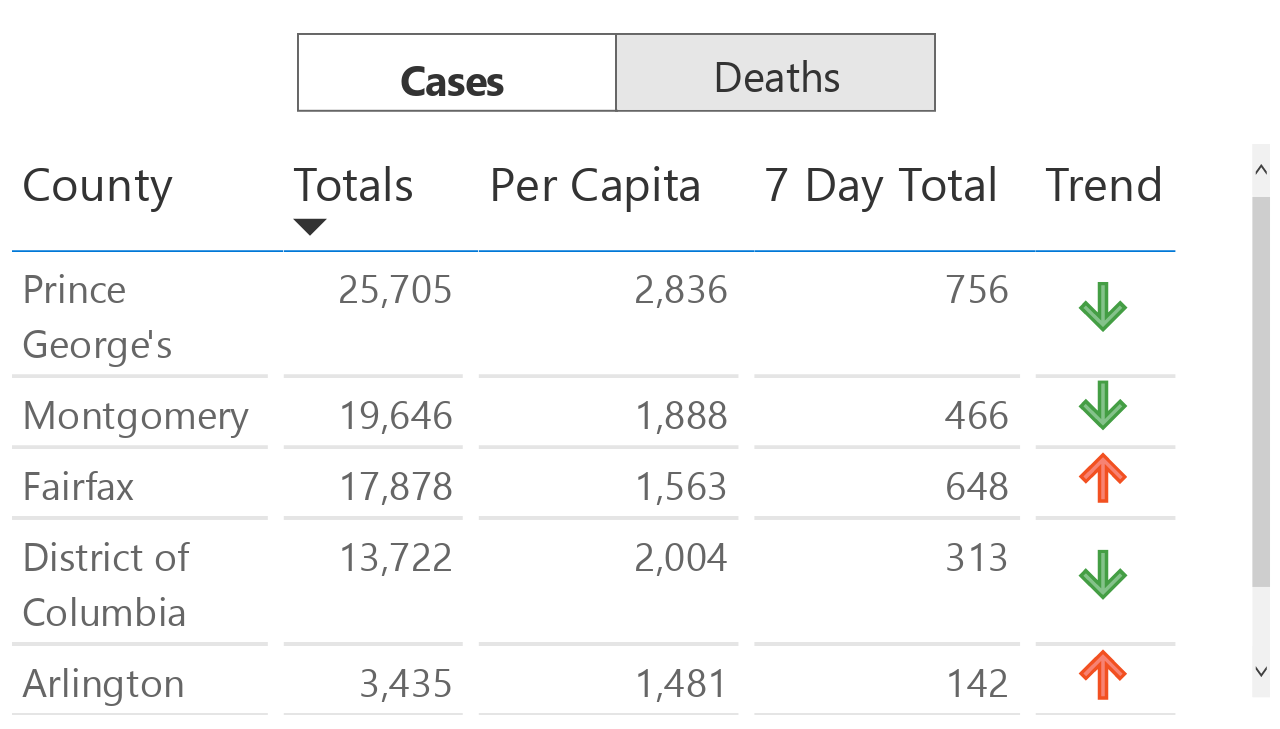 Cases Deaths
County Totals Per Capita 7 Day Total Trend
Prince 25,705 2,836 756
George's
Montgomery 19,646 1,888 466
Fairfax 17,878 1,563 648
District of 13,722 2,004 313
Columbia
Arlington 3,435 1,481 142